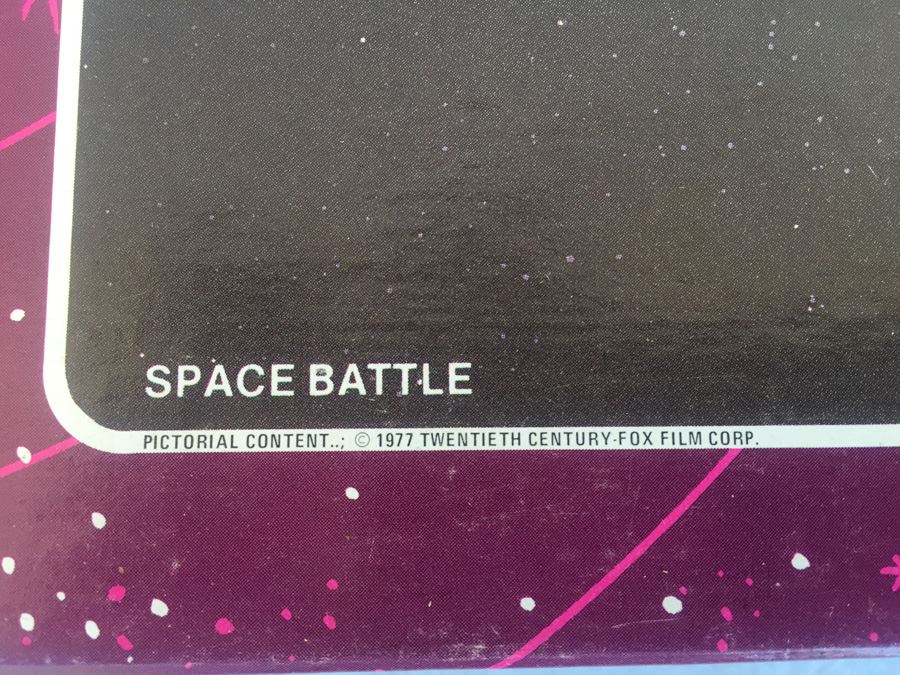 SPACE BATTLE
PICTORIAL CONTENT..; © 1977 TWENTIETH CENTURY-FOX FILM CORP.